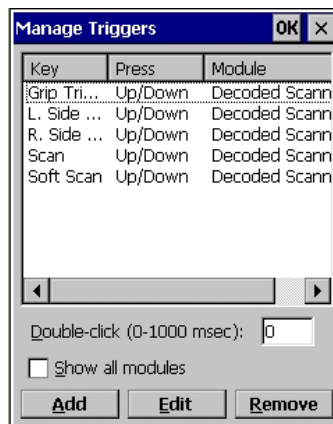 Manage Triggers OK ×
Key Press Module
Grip Tri... Up/Down Decoded Scann
L. Side ... Up/Down Decoded Scann
R. Side ... Up/Down Decoded Scann
Scan Up/Down Decoded Scann
Soft Scan Up/Down Decoded Scann
Double-click (0-1000 msec): 0
Show all modules
Add Edit Remove